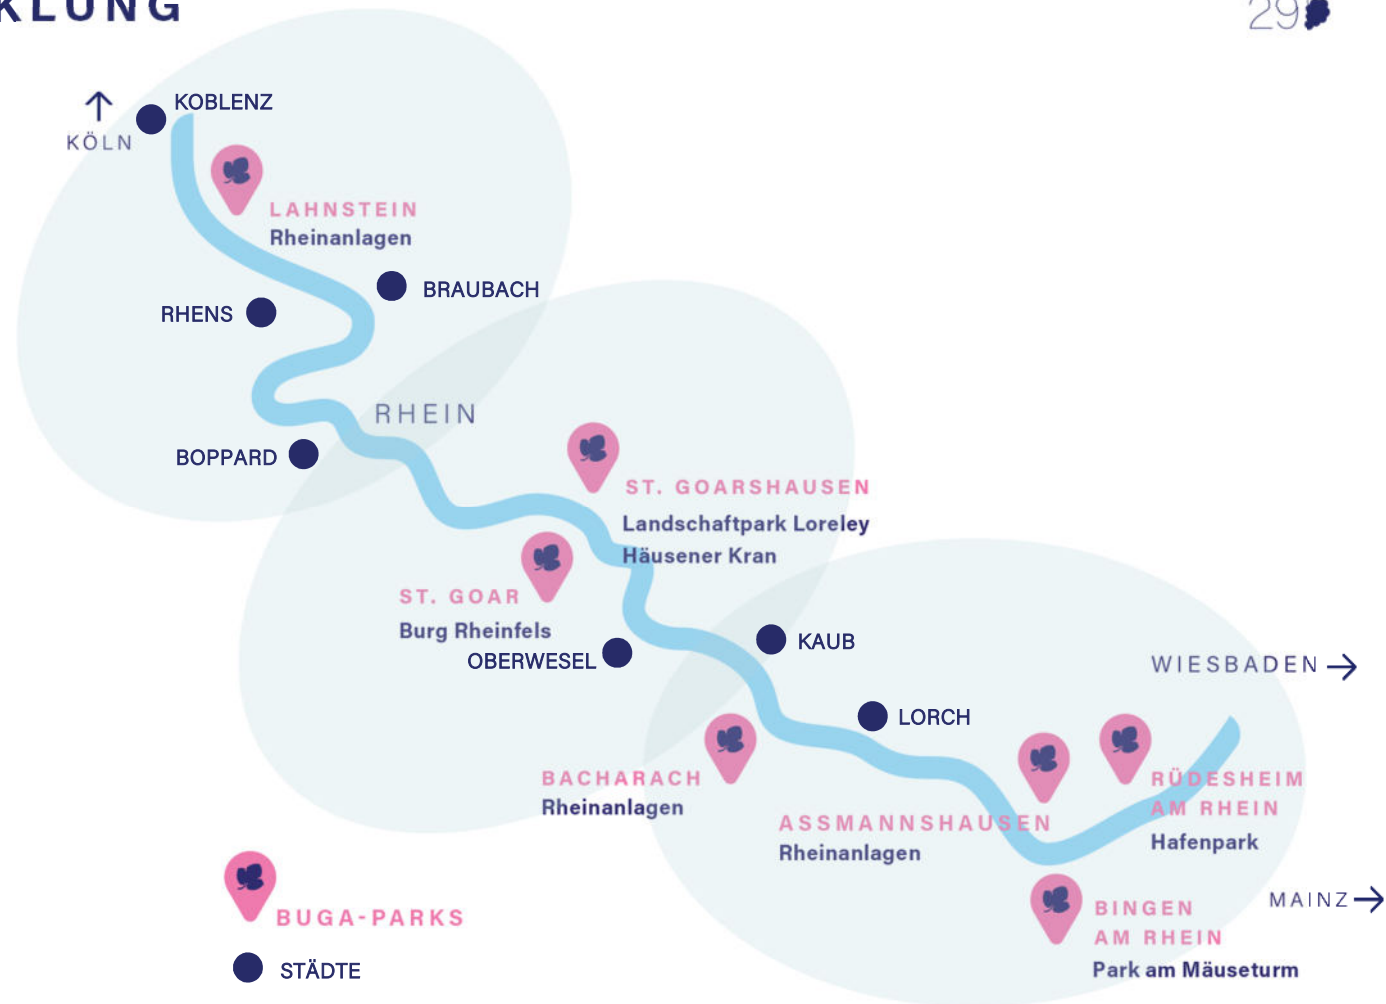 KLUNG
29
KOBLENZ
KÖLN
LAHNSTEIN
Rheinanlagen
BRAUBACH
RHENS
RHEIN
BOPPARD
ST. GOARSHAUSEN
Landschaftpark Loreley
Häusener Kran
ST. GOAR
Burg Rheinfels
OBERWESEL
KAUB
WIESBADEN
LORCH
BACHARACH
Rheinanlagen
ASSMANNSHAUSEN
Rheinanlagen
RÜDESHEIM
AM RHEIN
Hafenpark
MAINZ
BINGEN
AM RHEIN
Park am Mäuseturm
BUGA-PARKS
STÄDTE